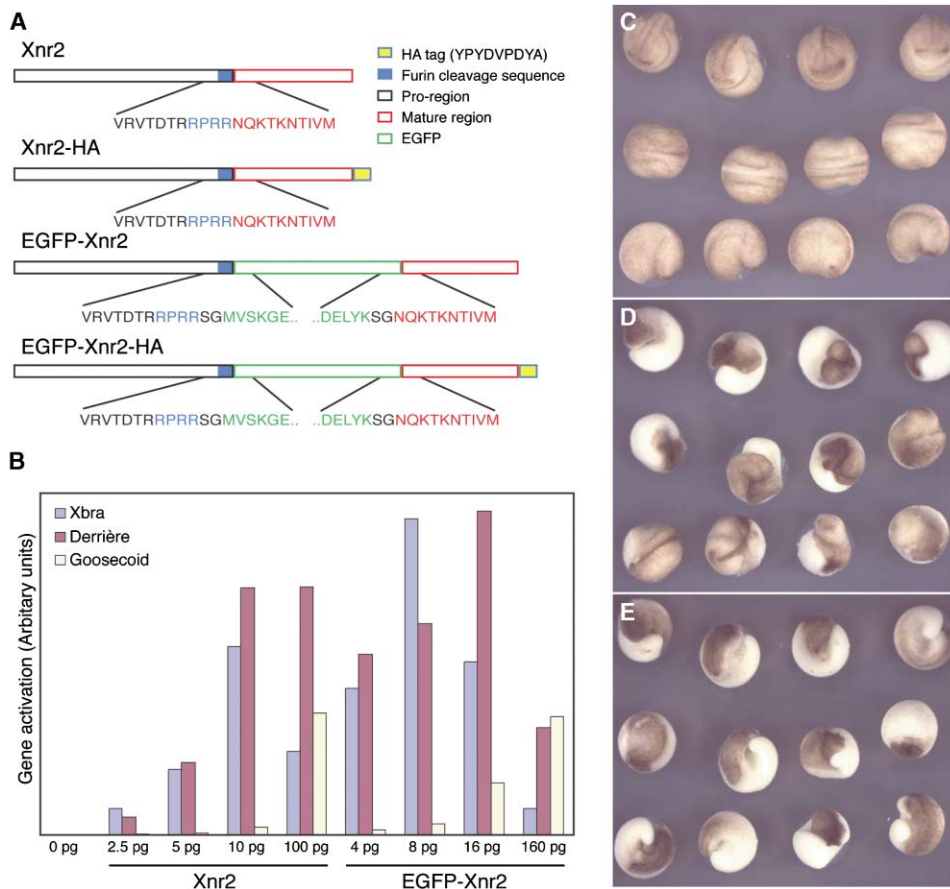 A
Xnr2
VRVTDTRRPRRNQKTKNTIVM
HA tag (YPYDVPDYA)
Furin cleavage sequence
Pro-region
Mature region
EGFP
Xnr2-HA
VRVTDTRRPRRNQKTKNTIVM
EGFP-Xnr2
VRVTDTRRPRRSGMVSKGE.. ..DELYKSGNQKTKNTIVM
EGFP-Xnr2-HA
VRVTDTRRPRRSGMVSKGE.. ..DELYKSGNQKTKNTIVM
B
Gene activation (Arbitary units)
Xbra
Derrière
Goosecoid
0 pg 2.5 pg 5 pg 10 pg 100 pg 4 pg 8 pg 16 pg 160 pg
Xnr2 EGFP-Xnr2
C
D
E